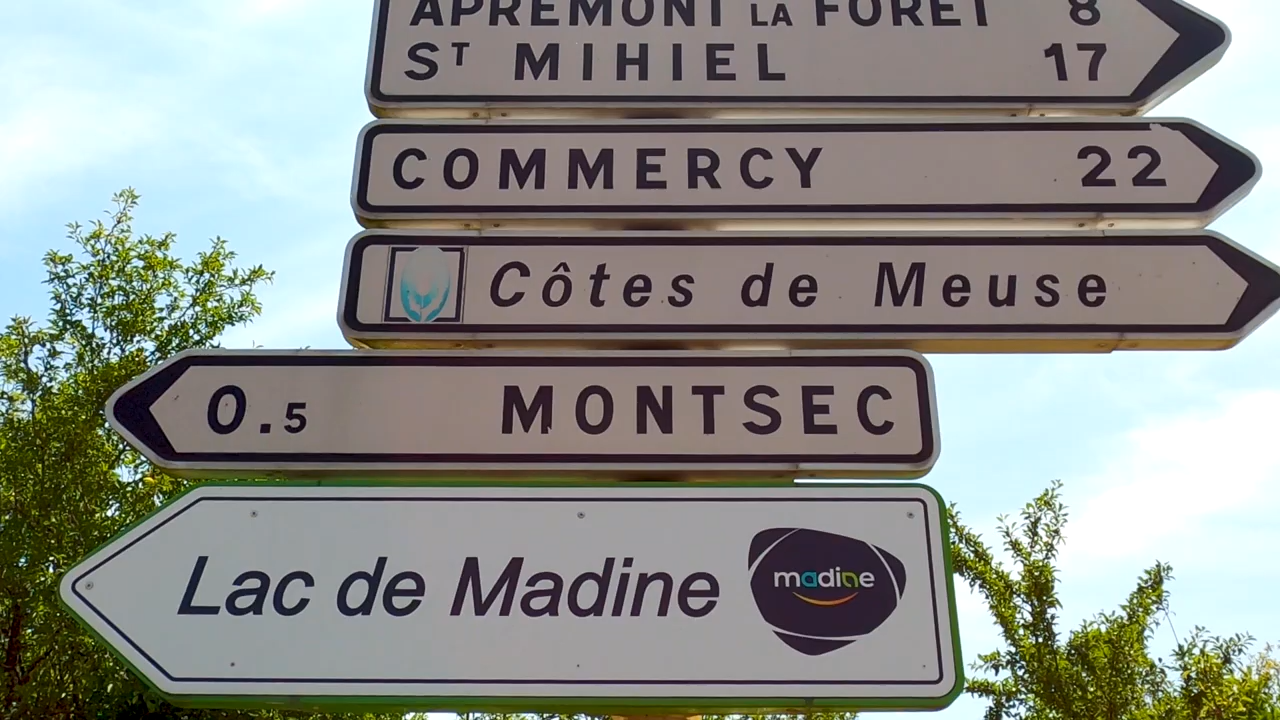 APREMONT LA FORET 8
Sᵀ MIHIEL 17
COMMERCY 22
Côtes de Meuse
0.5 MONTSEC
Lac de Madine madine